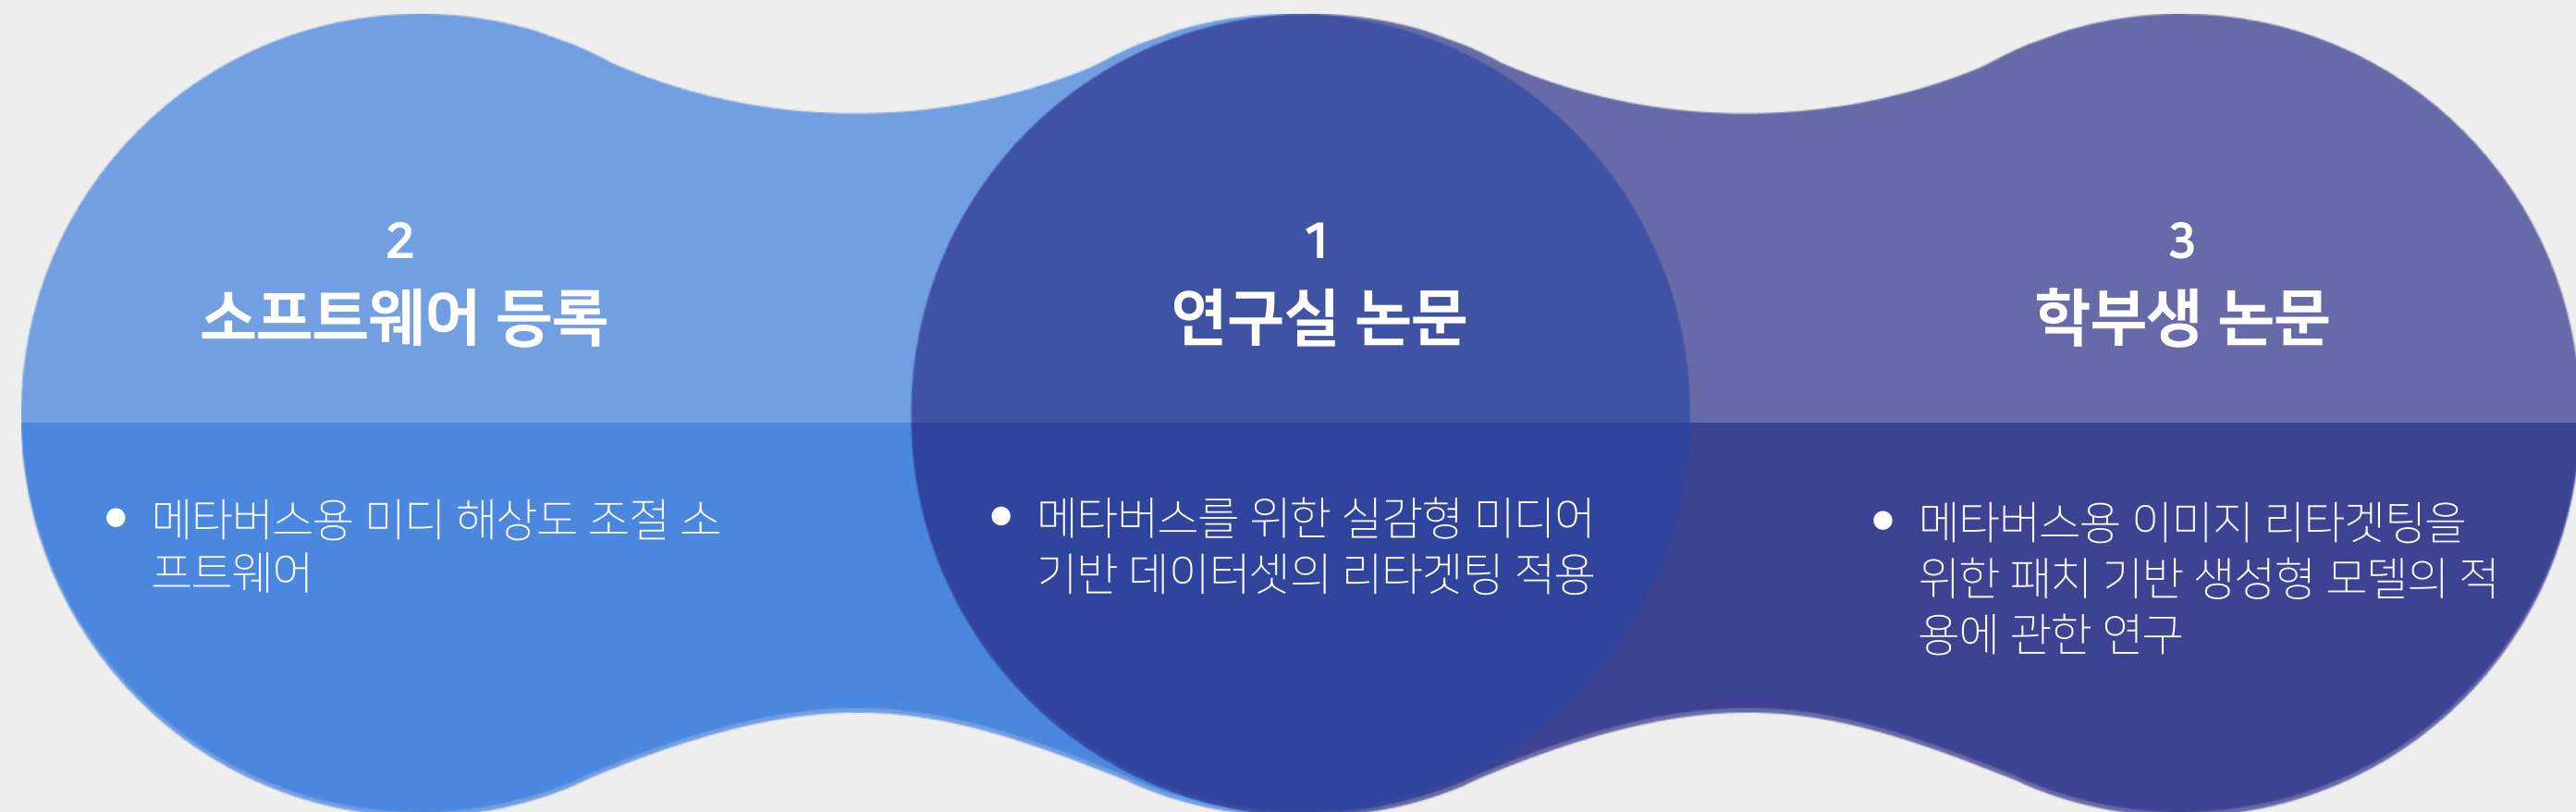 2
소프트웨어 등록
메타버스용 미디 해상도 조절 소
프트웨어
1
연구실 논문
메타버스를 위한 실감형 미디어
기반 데이터셋의 리타겟팅 적용
3
학부생 논문
메타버스용 이미지 리타겟팅을
위한 패치 기반 생성형 모델의 적
용에 관한 연구